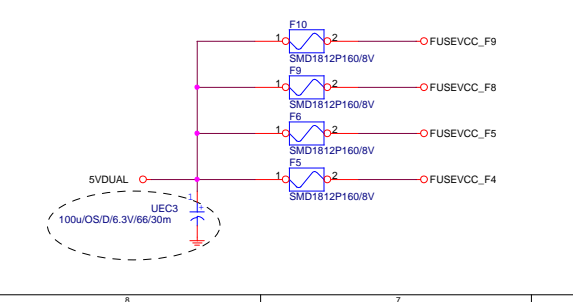 F10
1 2 FUSEVCC_F9
SMD1812P160/8V
F9
1 2 FUSEVCC_F8
SMD1812P160/8V
F6
1 2 FUSEVCC_F5
SMD1812P160/8V
F5
5VDUAL 1 2 FUSEVCC_F4
SMD1812P160/8V
1
UEC3 +
100u/OS/D/6.3V/66/30m
8 7